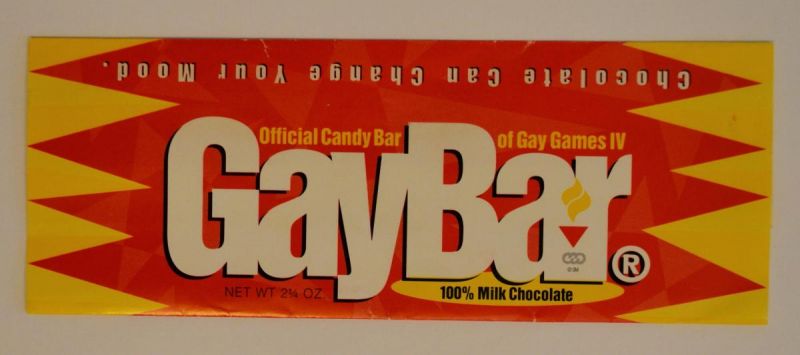 Chocolate Can Change Your Mood.
Official Candy Bar of Gay Games IV
GayBar®
NET WT 2¼ OZ.
100% Milk Chocolate